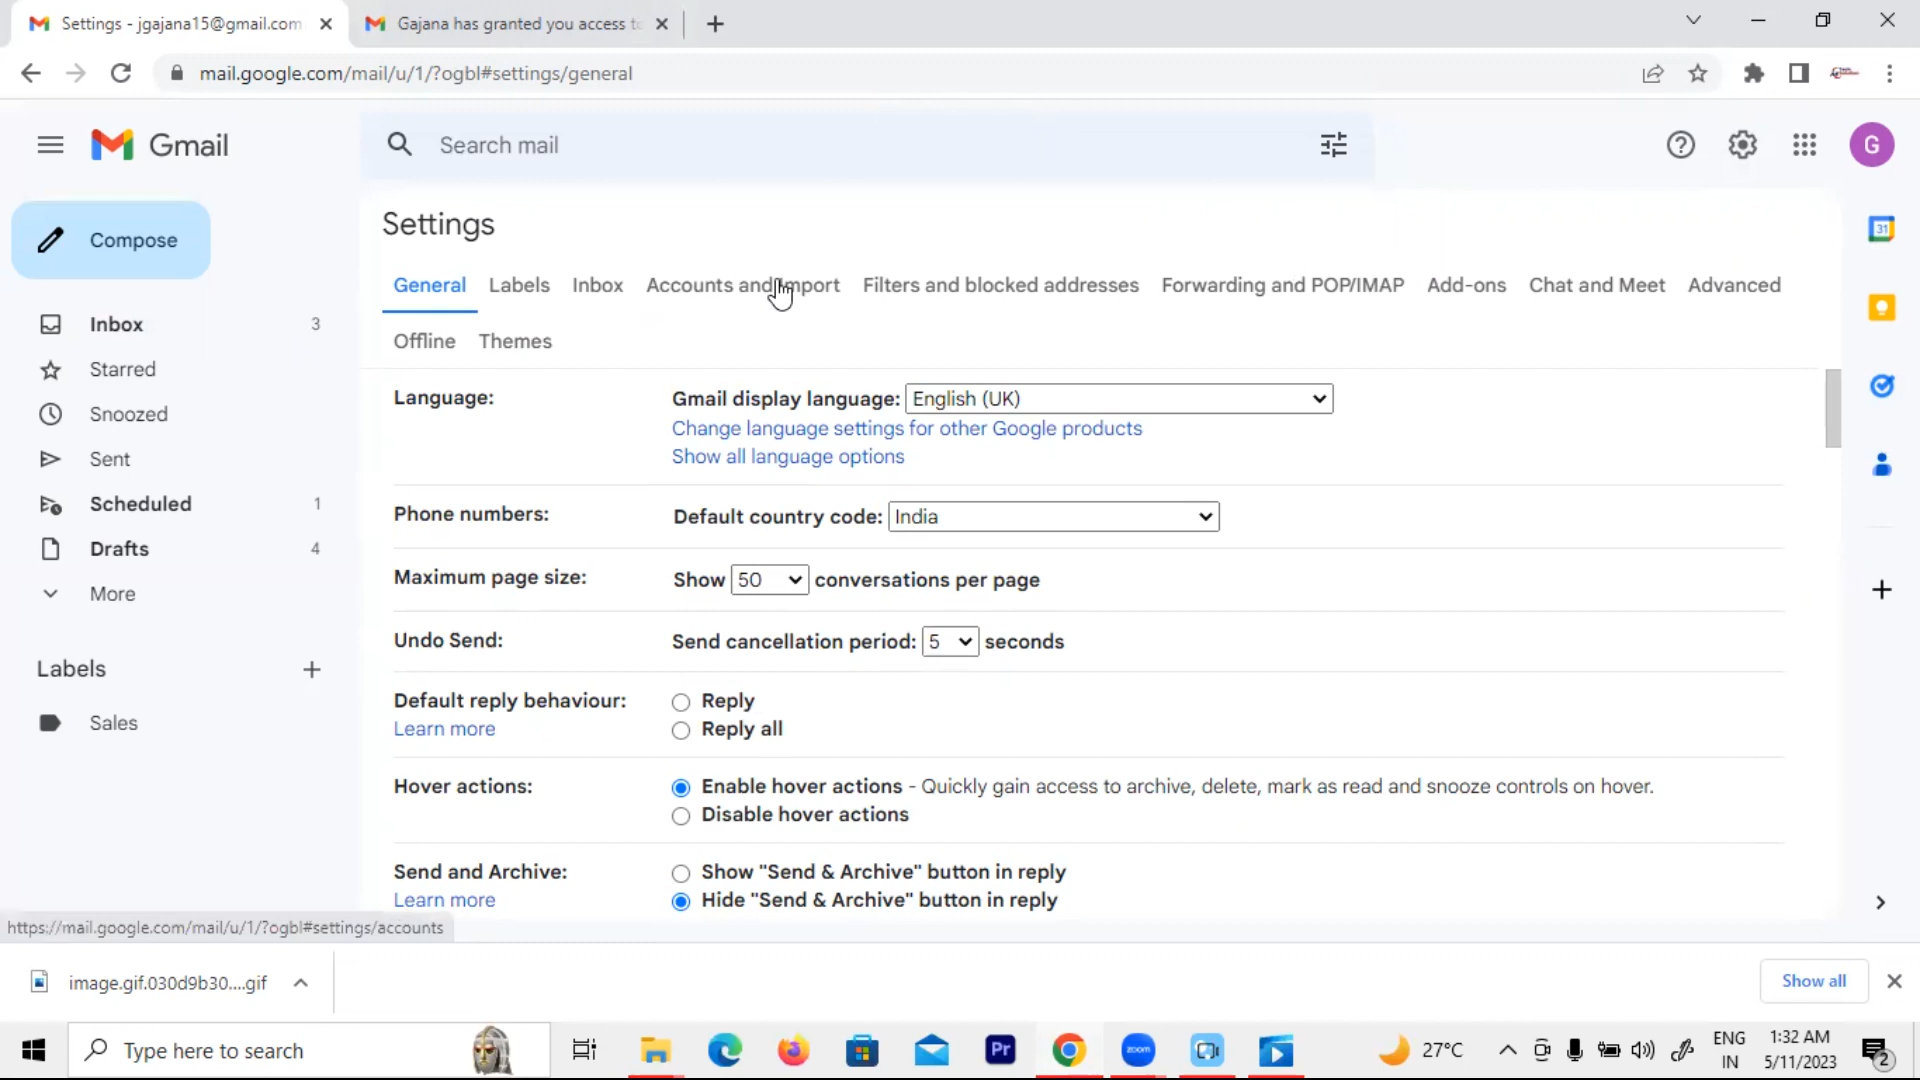 Settings - jgajana15@gmail.com
Gajana has granted you access to
mail.google.com/mail/u/1/?ogbl#settings/general
Gmail
Search mail
G
Compose
Inbox 3
Starred
Snoozed
Sent
Scheduled 1
Drafts 4
More
Labels
Sales
Settings
General Labels Inbox Accounts and Import Filters and blocked addresses Forwarding and POP/IMAP Add-ons Chat and Meet Advanced
Offline Themes
Language: Gmail display language: English (UK)
Change language settings for other Google products
Show all language options
Phone numbers: Default country code: India
Maximum page size: Show 50 conversations per page
Undo Send: Send cancellation period: 5 seconds
Default reply behaviour: Reply
Learn more Reply all
Hover actions: Enable hover actions - Quickly gain access to archive, delete, mark as read and snooze controls on hover.
Disable hover actions
Send and Archive: Show "Send & Archive" button in reply
Learn more Hide "Send & Archive" button in reply
31
https://mail.google.com/mail/u/1/?ogbl#settings/accounts
image.gif.030d9b30....gif
Show all
Type here to search
Pr
zoom
27°C
ENG
IN
1:32 AM
5/11/2023
2